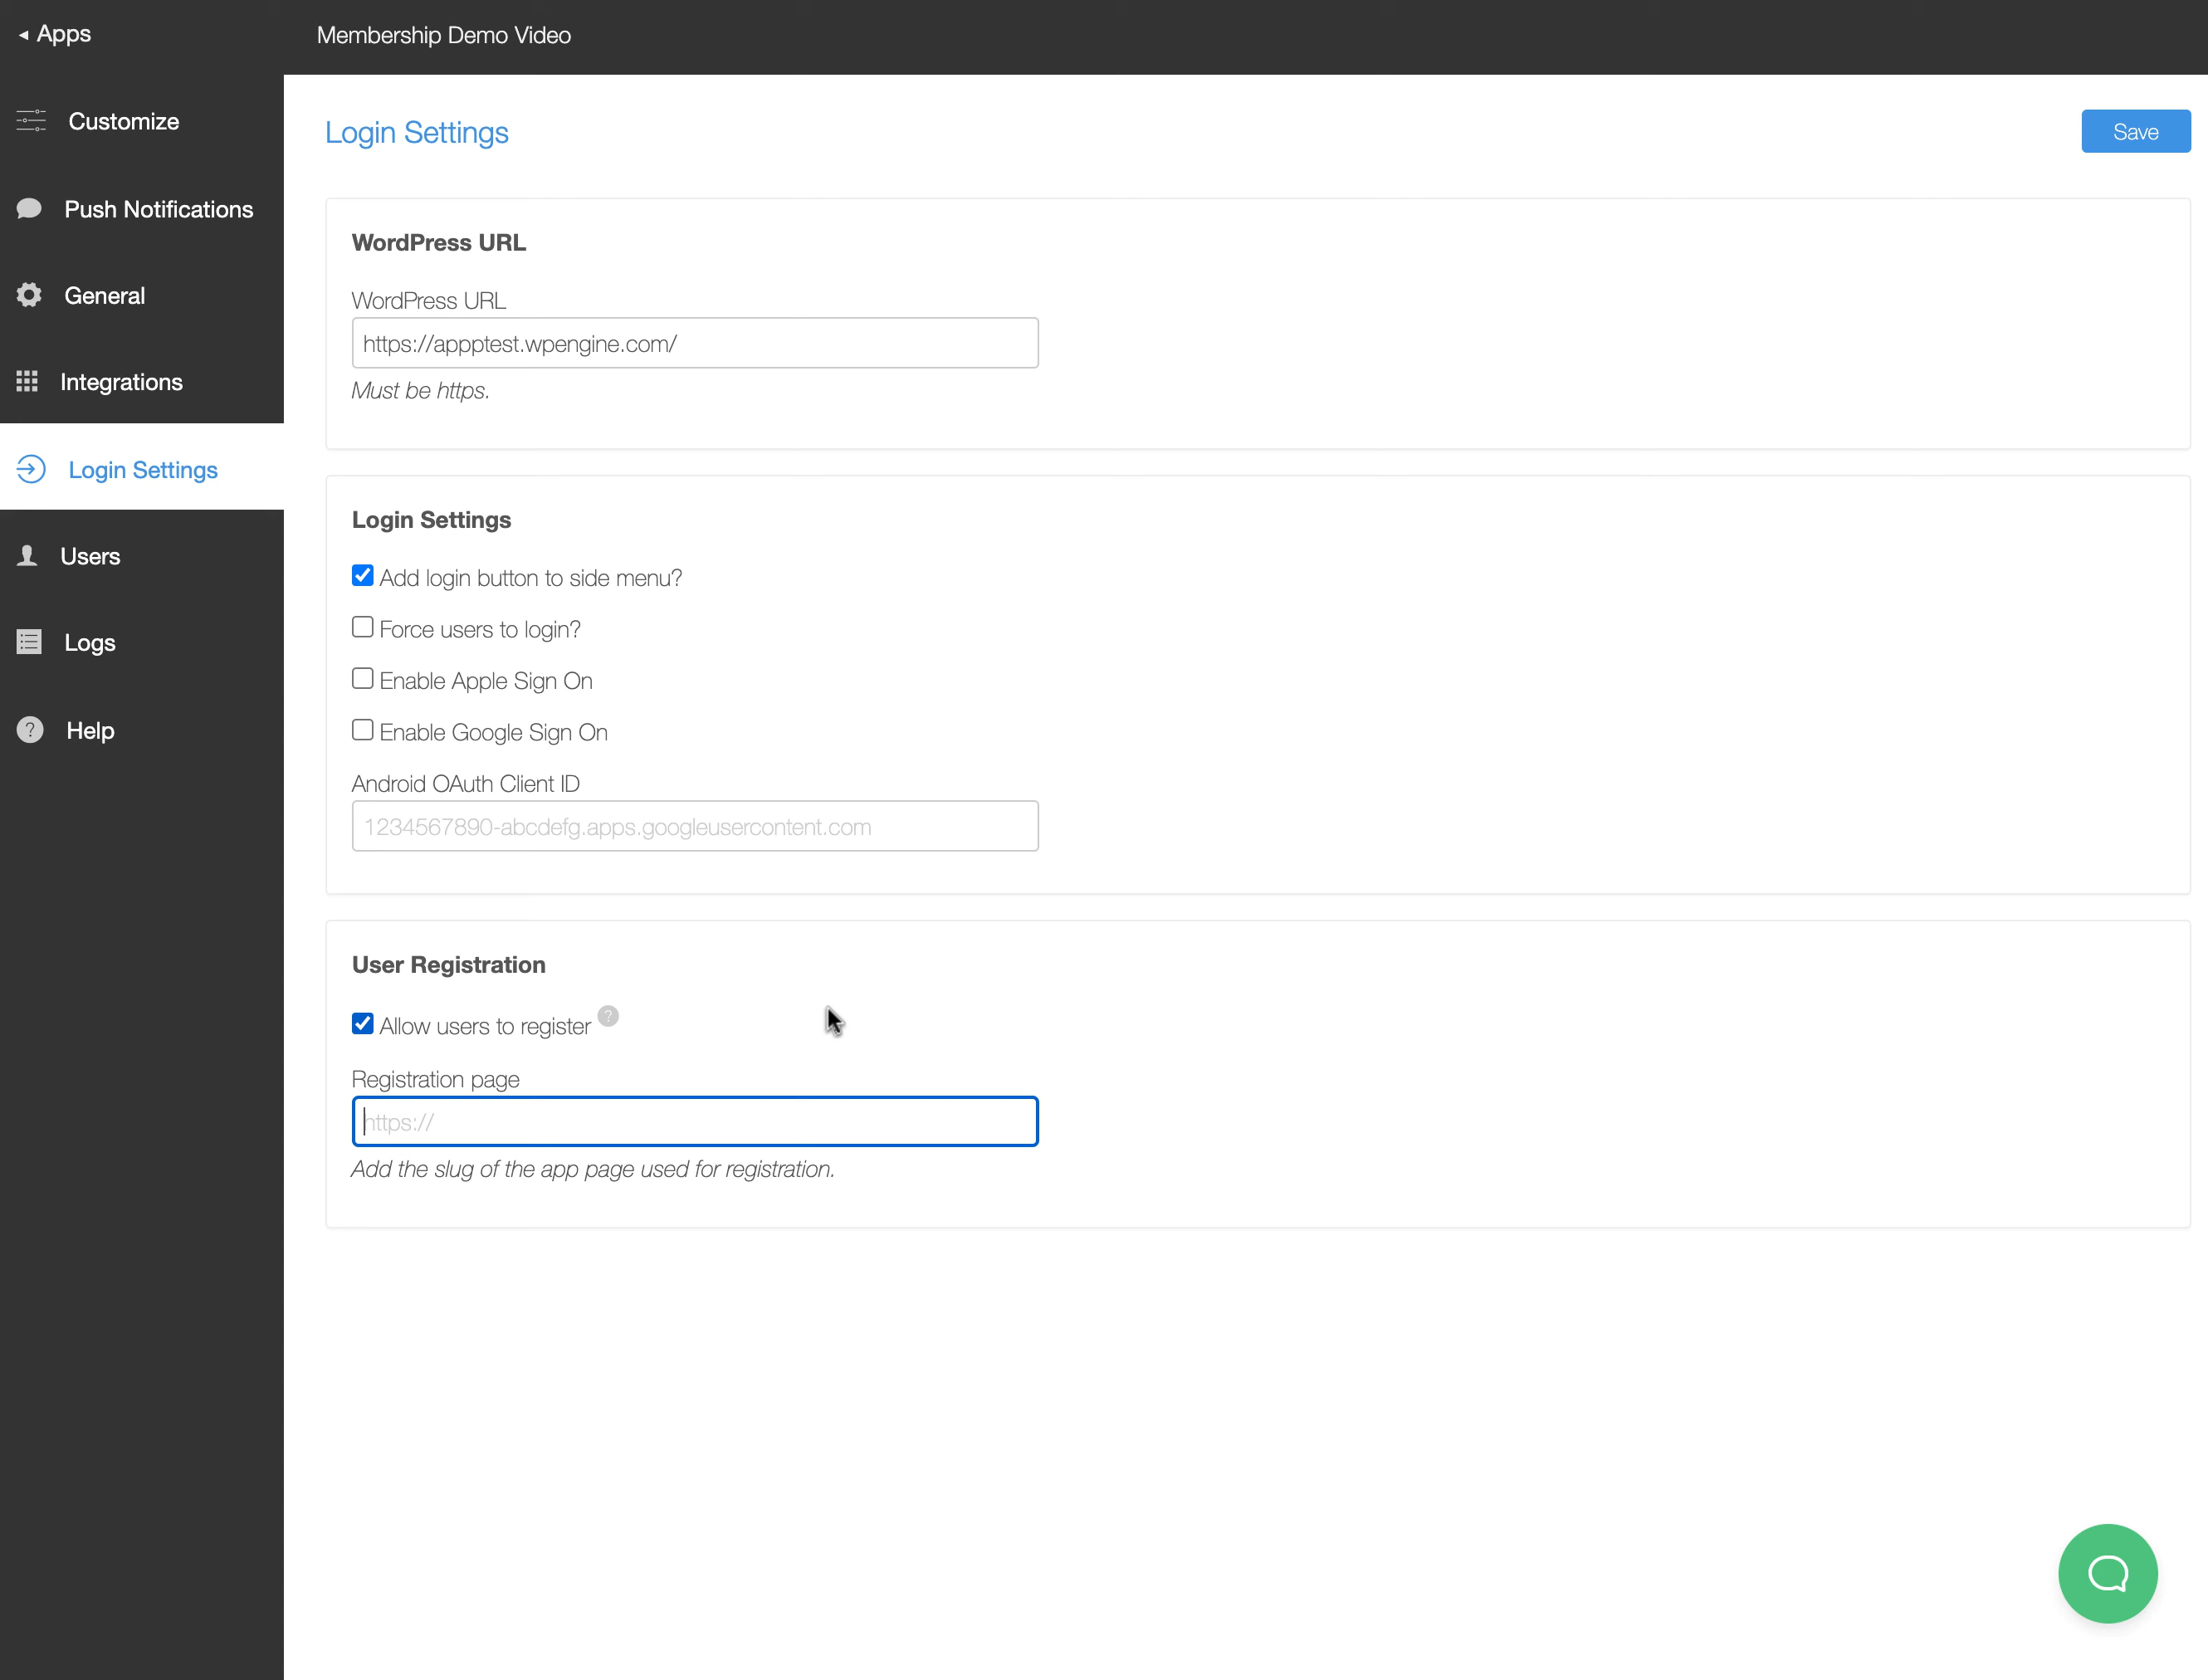 ◂ Apps
Membership Demo Video
Customize
Push Notifications
General
Integrations
Login Settings
Users
Logs
? Help
Login Settings
Save
WordPress URL
WordPress URL
https://appptest.wpengine.com/
Must be https.
Login Settings
Add login button to side menu?
Force users to login?
Enable Apple Sign On
Enable Google Sign On
Android OAuth Client ID
1234567890-abcdefg.apps.googleusercontent.com
User Registration
Allow users to register ?
Registration page
https://
Add the slug of the app page used for registration.